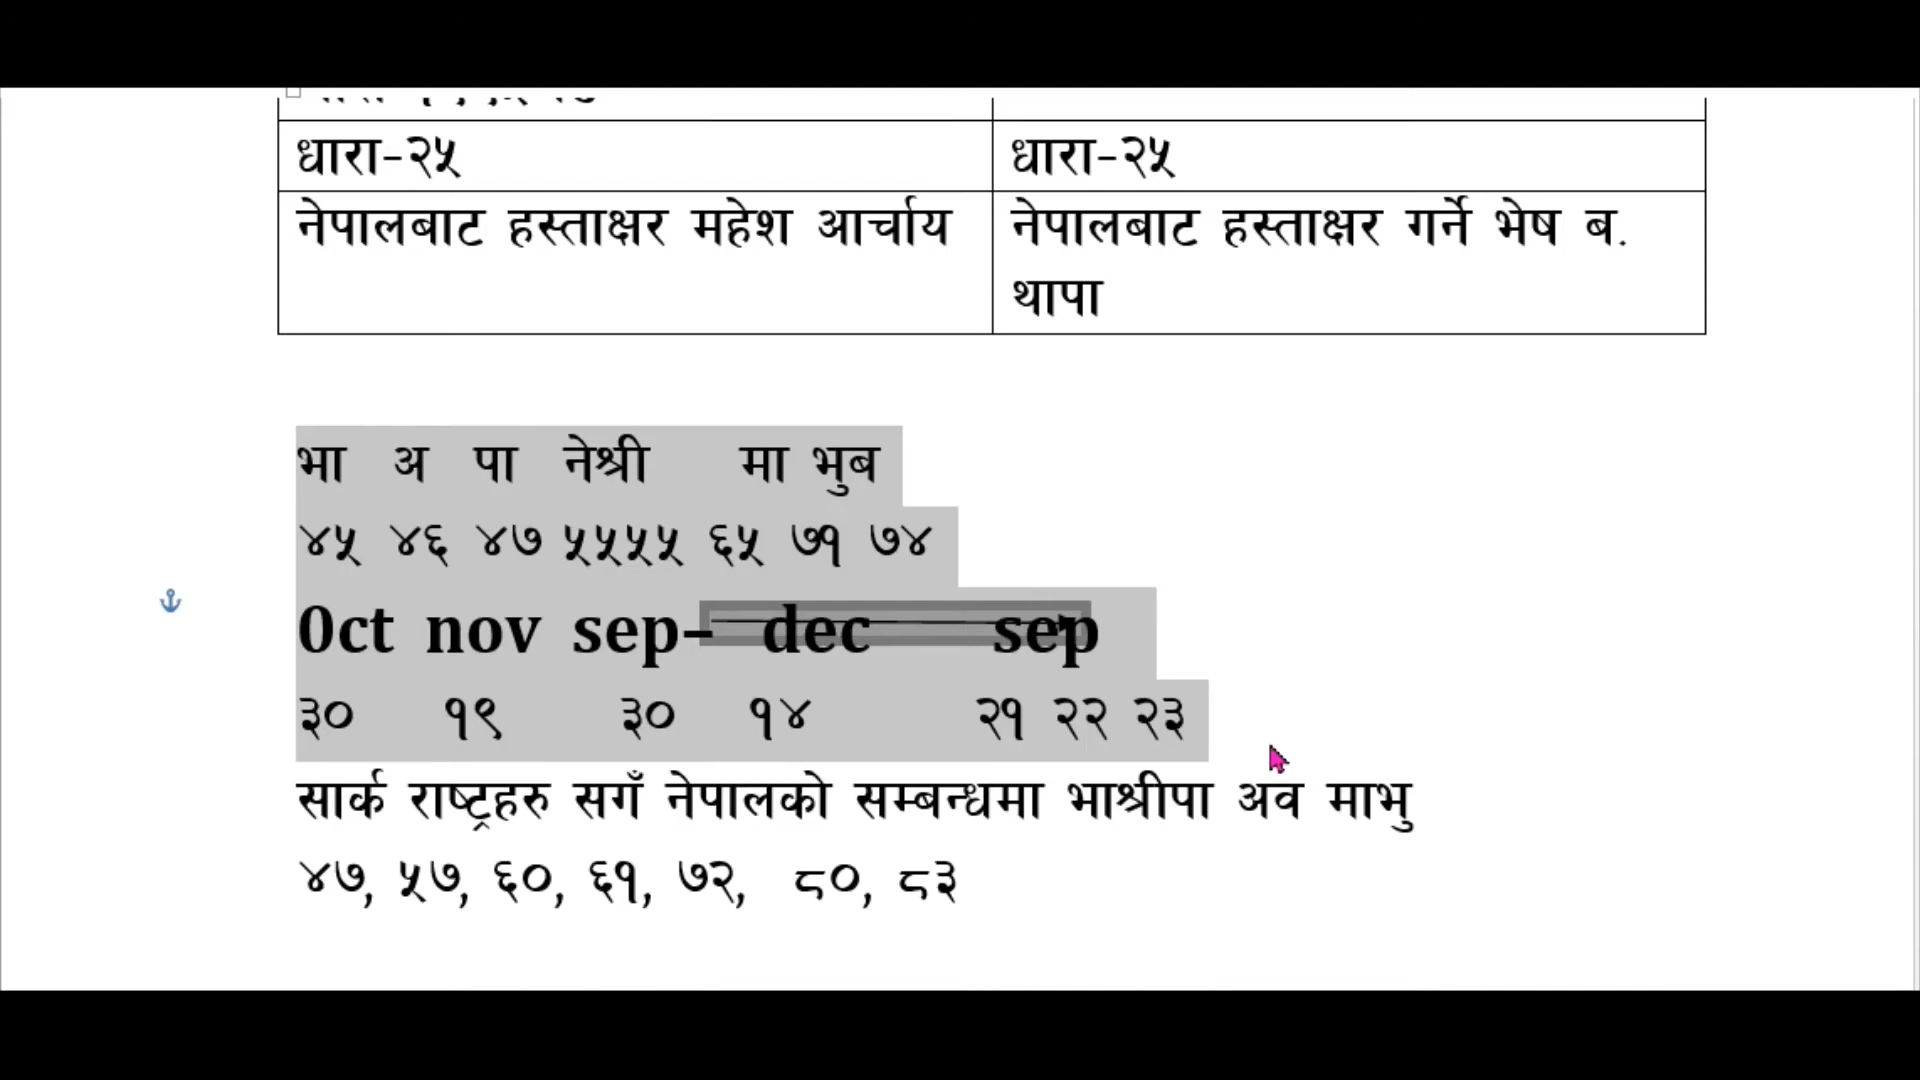 धारा-२५ धारा-२५
नेपालबाट हस्ताक्षर महेश आर्चाय नेपालबाट हस्ताक्षर गर्ने भेष ब.
थापा
भा अ पा नेश्री मा भुब
४५ ४६ ४७ ५५५५ ६५ ७१ ७४
0ct nov sep– dec sep
३० १९ ३० १४ २१ २२ २३
सार्क राष्ट्रहरु सगँ नेपालको सम्बन्धमा भाश्रीपा अव माभु
४७, ५७, ६०, ६१, ७२, ८०, ८३